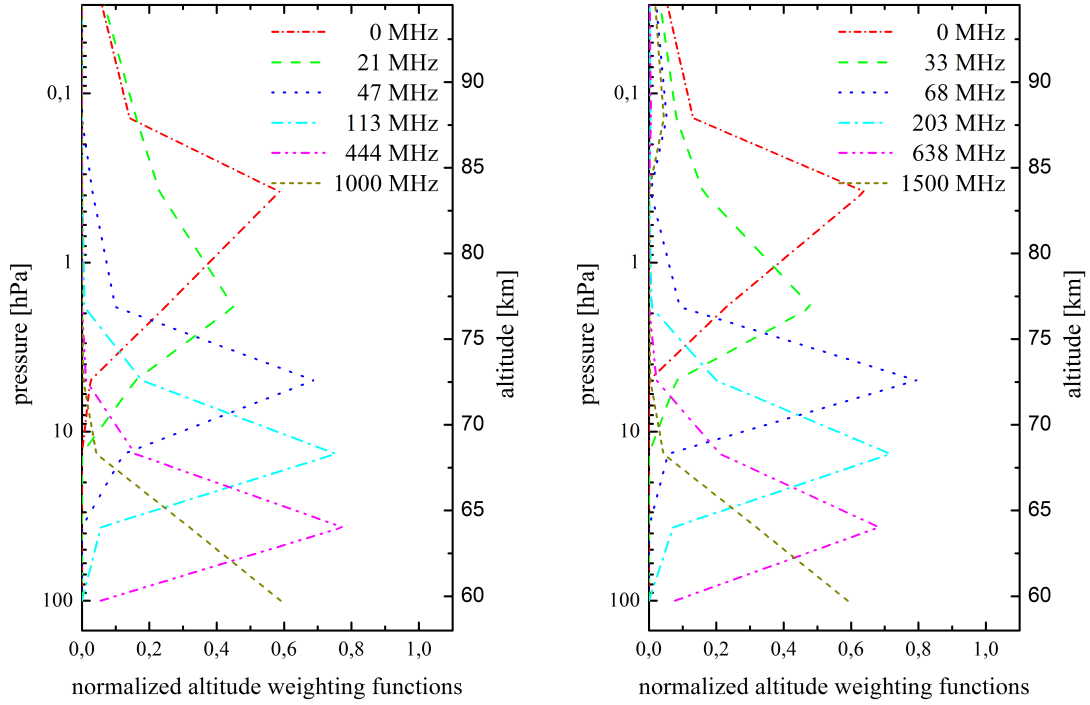 0 MHz
21 MHz
47 MHz
113 MHz
444 MHz
1000 MHz
0,1
1
10
100
pressure [hPa]
90
85
80
75
70
65
60
altitude [km]
0,0 0,2 0,4 0,6 0,8 1,0
normalized altitude weighting functions
0 MHz
33 MHz
68 MHz
203 MHz
638 MHz
1500 MHz
0,1
1
10
100
pressure [hPa]
90
85
80
75
70
65
60
altitude [km]
0,0 0,2 0,4 0,6 0,8 1,0
normalized altitude weighting functions